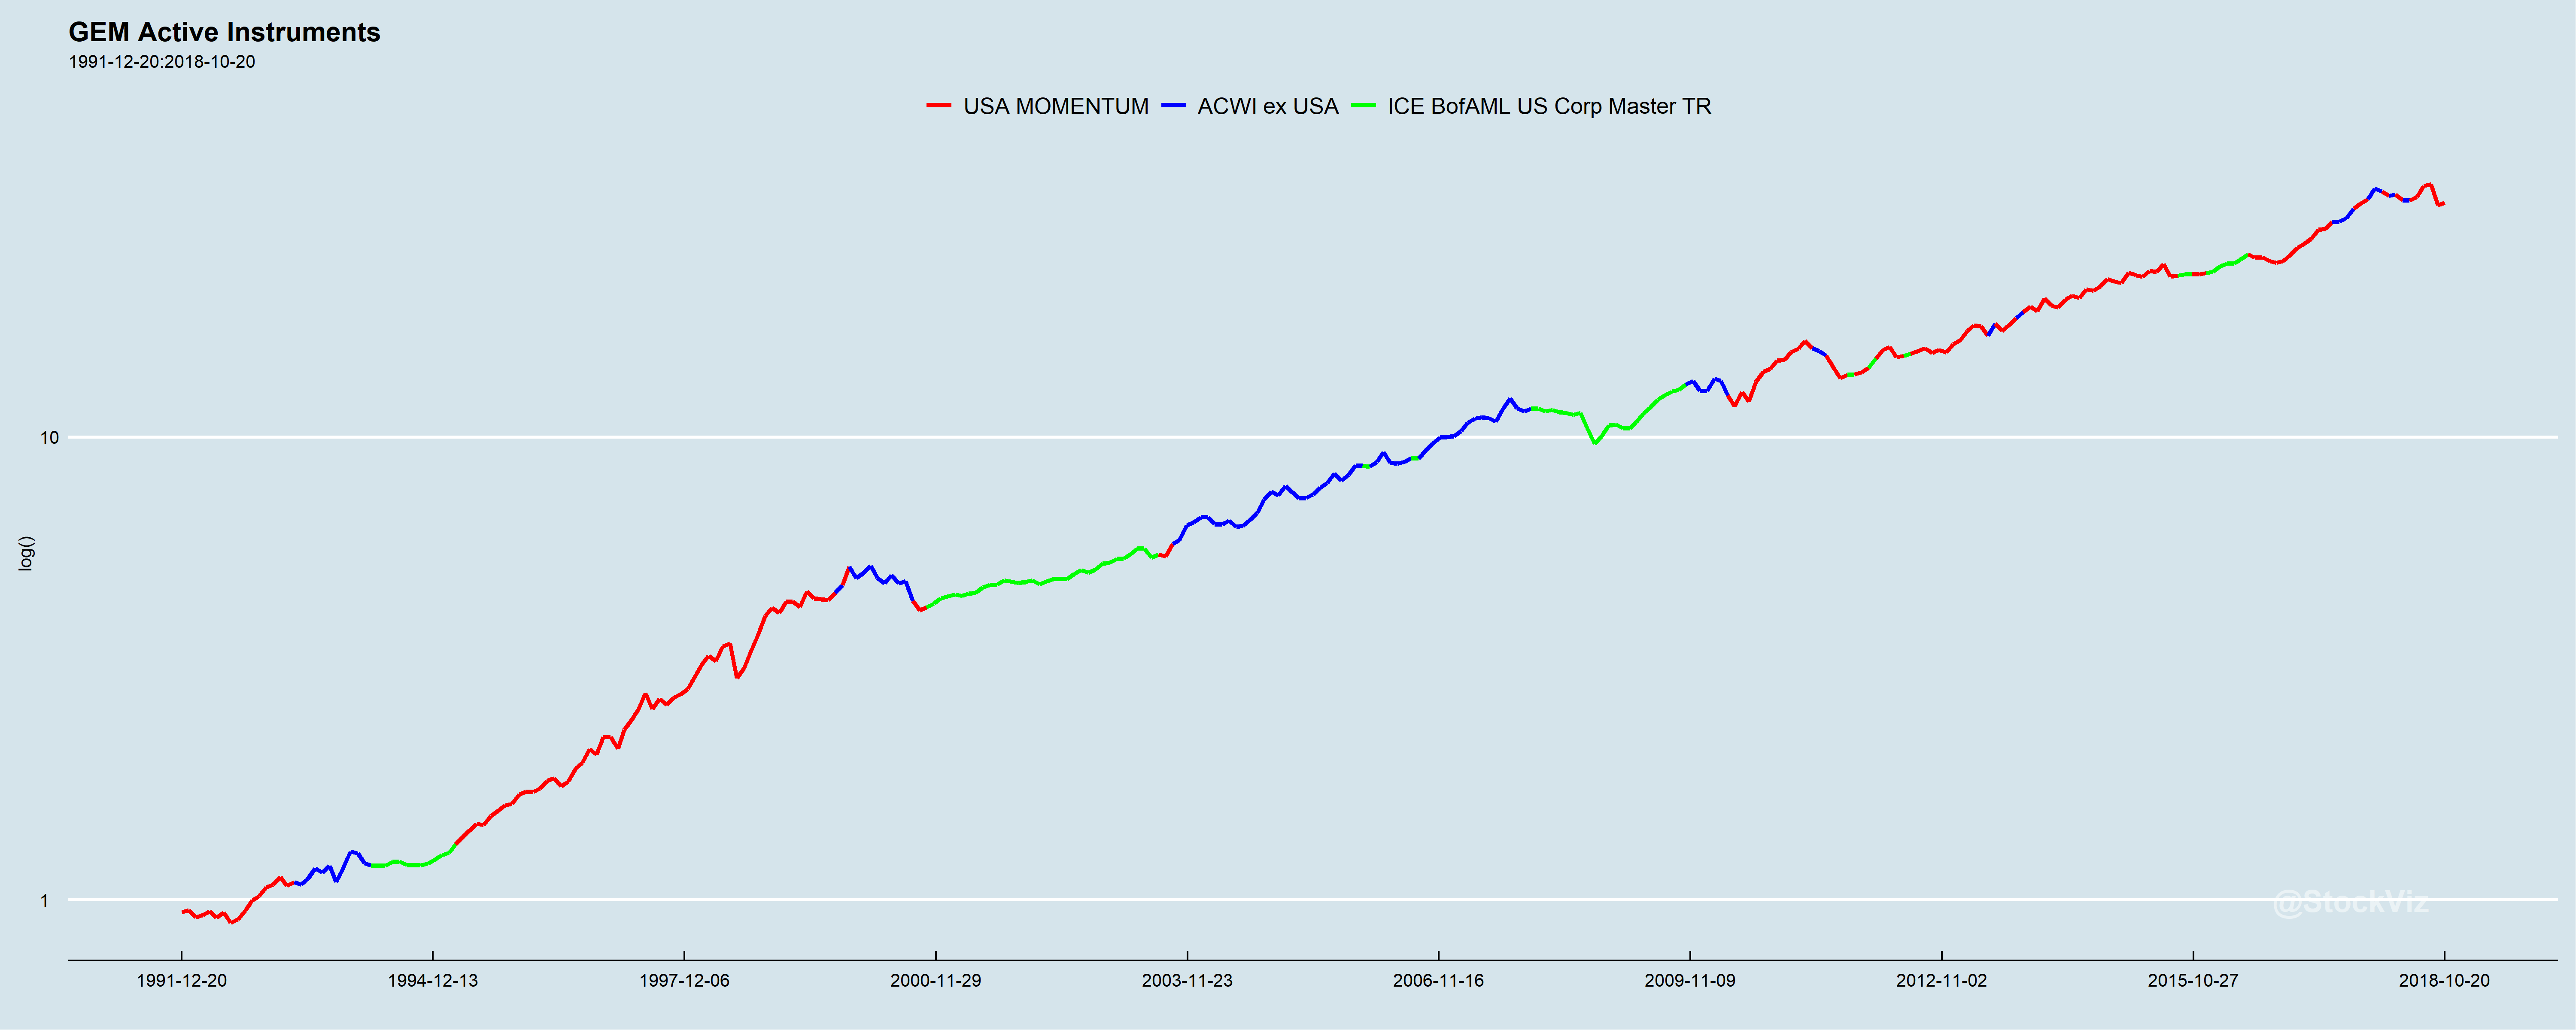 GEM Active Instruments
1991-12-20:2018-10-20
USA MOMENTUM ACWI ex USA ICE BofAML US Corp Master TR
10
log()
1
@StockViz
1991-12-20 1994-12-13 1997-12-06 2000-11-29 2003-11-23 2006-11-16 2009-11-09 2012-11-02 2015-10-27 2018-10-20